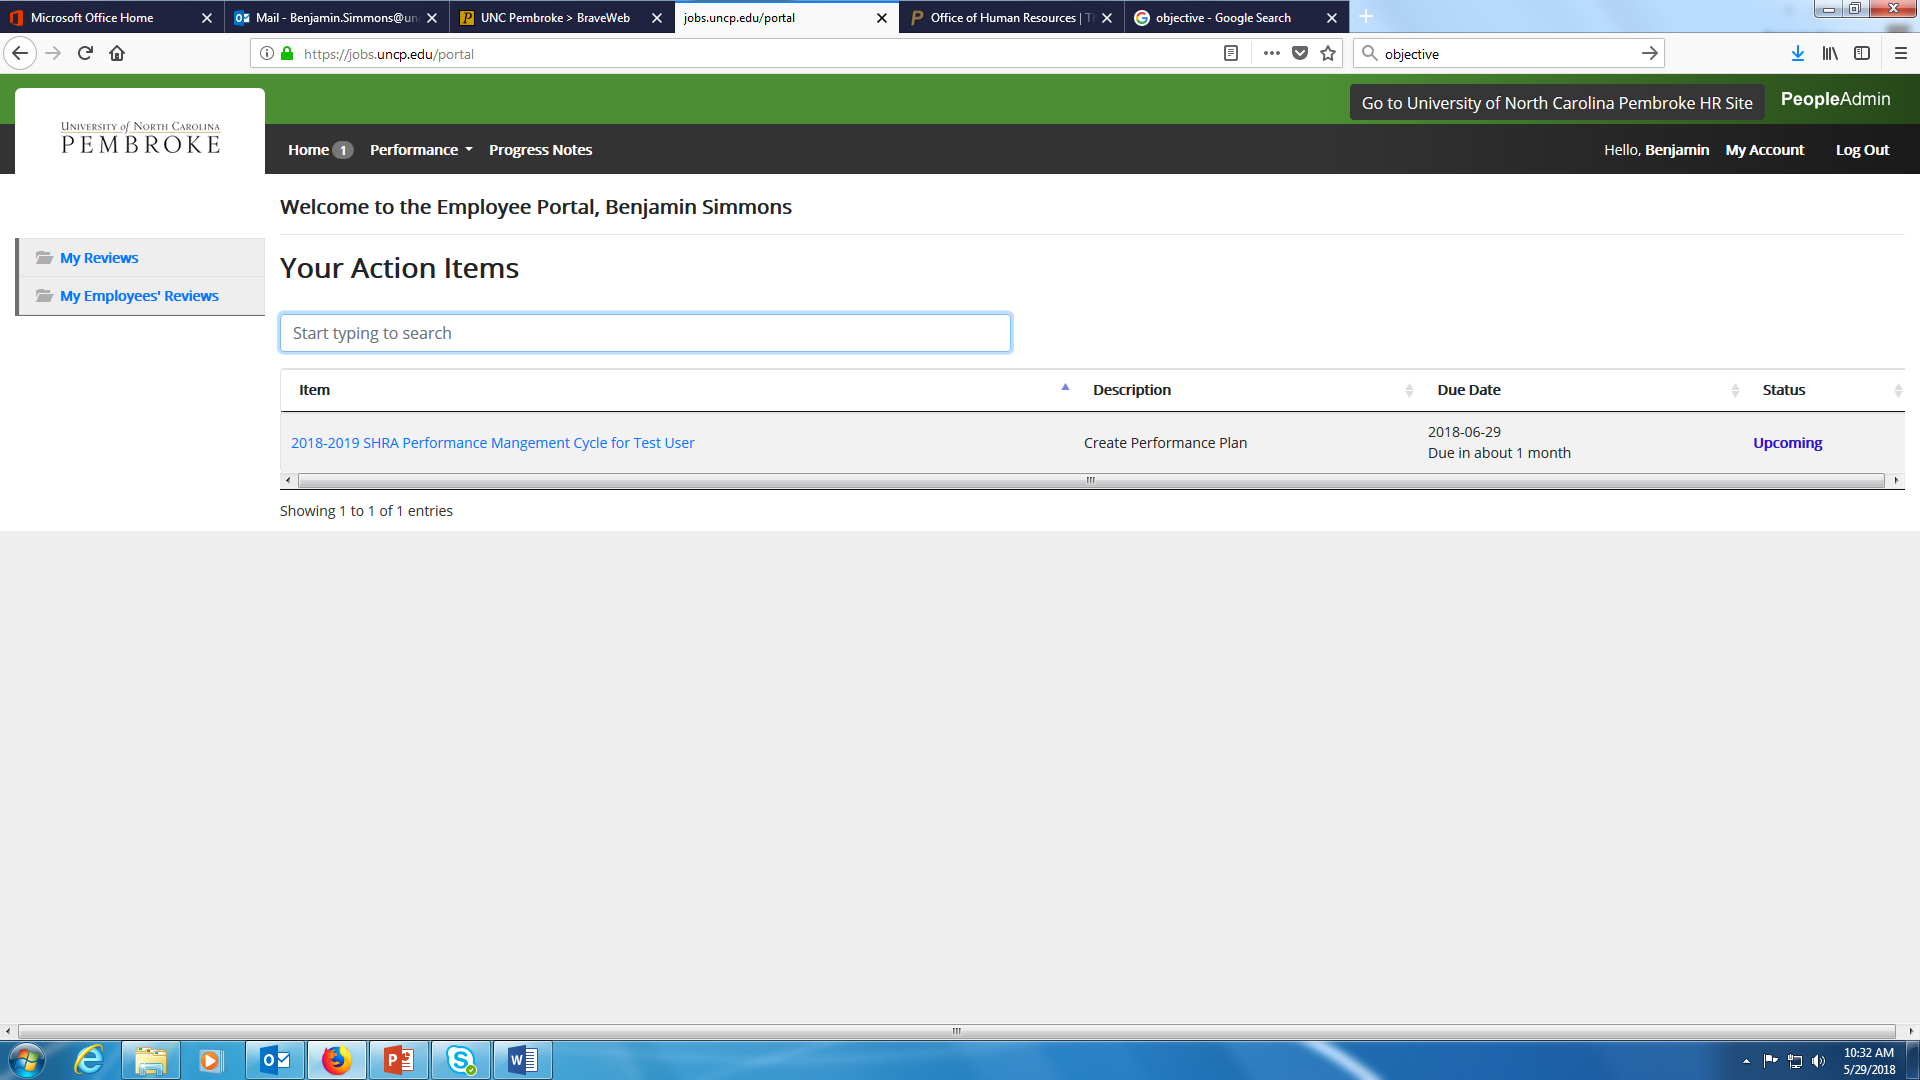 Microsoft Office Home
Mail - Benjamin.Simmons@un
UNC Pembroke > BraveWeb
jobs.uncp.edu/portal
Office of Human Resources | T
objective - Google Search
https://jobs.uncp.edu/portal
objective
Go to University of North Carolina Pembroke HR Site
PeopleAdmin
University of North Carolina
PEMBROKE
Home 1
Performance
Progress Notes
Hello, Benjamin
My Account
Log Out
Welcome to the Employee Portal, Benjamin Simmons
My Reviews
My Employees' Reviews
Your Action Items
Start typing to search
Item Description Due Date Status
2018-2019 SHRA Performance Mangement Cycle for Test User
Create Performance Plan
2018-06-29
Due in about 1 month
Upcoming
Showing 1 to 1 of 1 entries
10:32 AM
5/29/2018